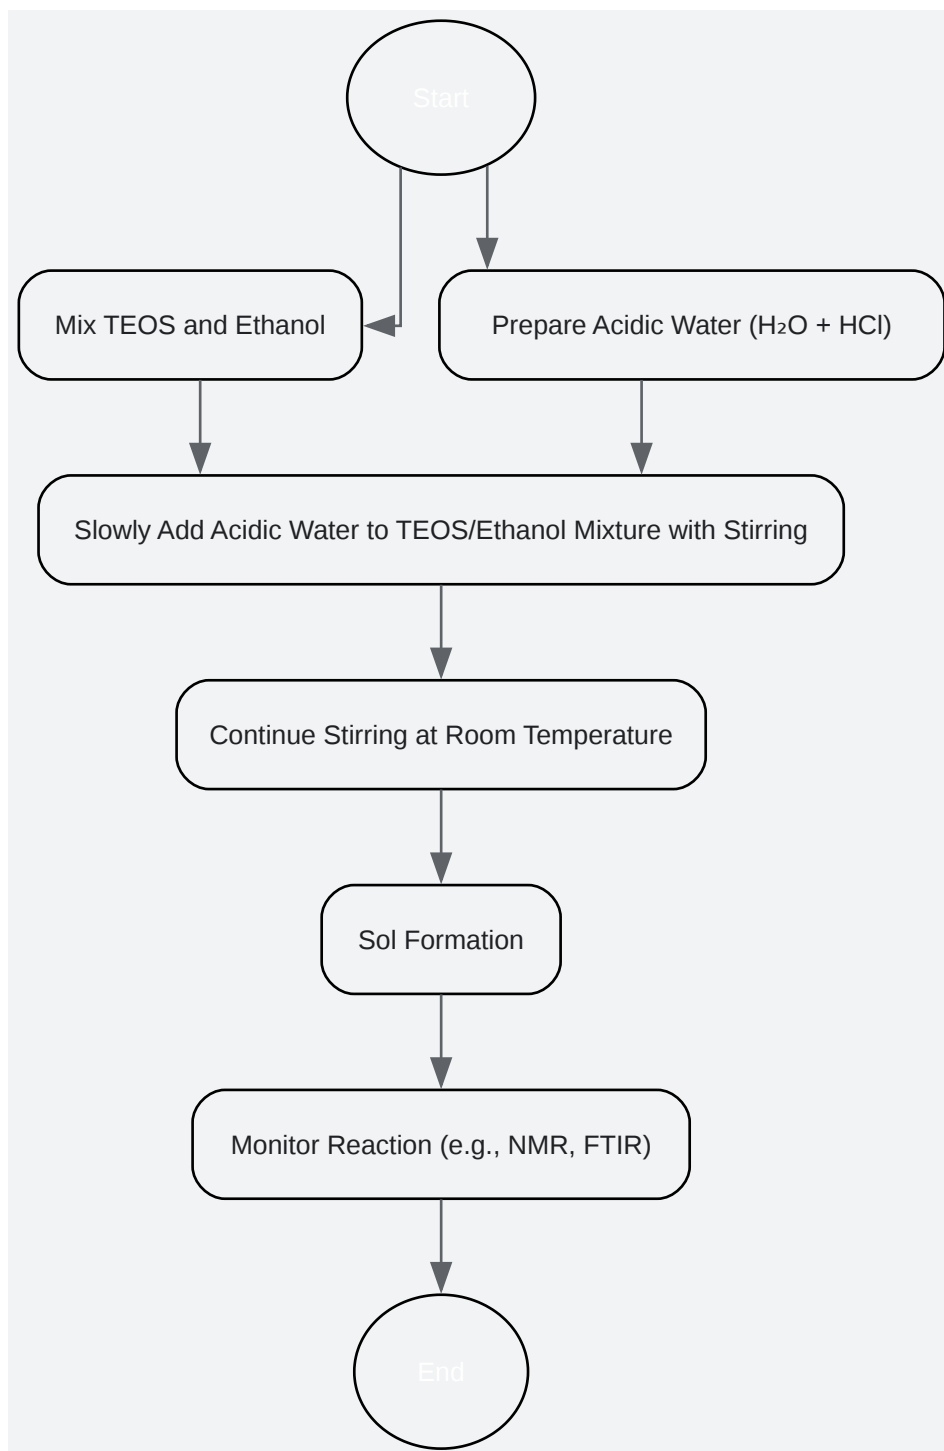 Start
Mix TEOS and Ethanol
Prepare Acidic Water (H₂O + HCl)
Slowly Add Acidic Water to TEOS/Ethanol Mixture with Stirring
Continue Stirring at Room Temperature
Sol Formation
Monitor Reaction (e.g., NMR, FTIR)
End